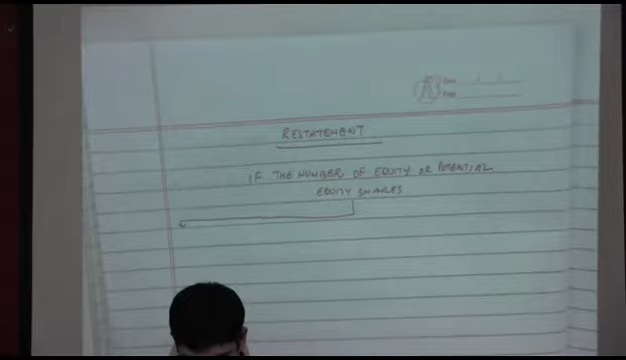 RESTATEMENT
IF THE NUMBER OF EQUITY OR POTENTIAL
EQUITY SHARES